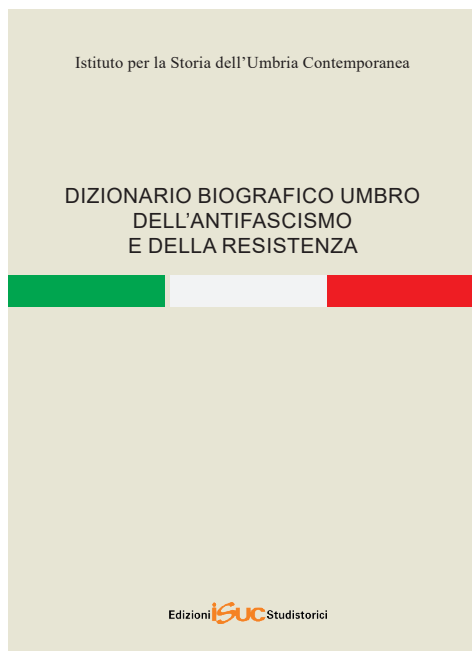 Istituto per la Storia dell'Umbria Contemporanea
DIZIONARIO BIOGRAFICO UMBRO
DELL'ANTIFASCISMO
E DELLA RESISTENZA
Edizioni isuc Studistorici